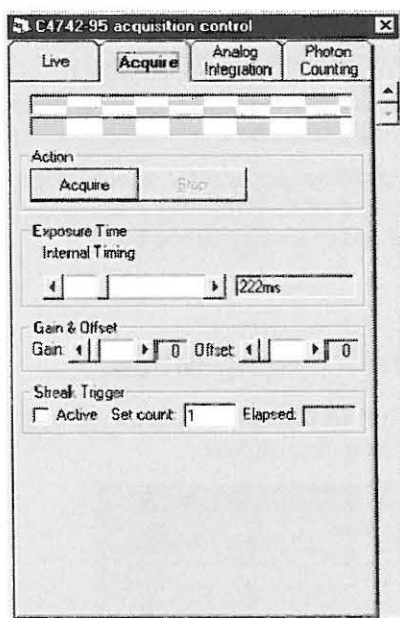 C4742-95 acquisition control
Live Acquire Analog Integration Photon Counting
Action
Acquire Stop
Exposure Time
Internal Timing
222ms
Gain & Offset
Gain: 0 Offset: 0
Streak Trigger
Active Set count: 1 Elapsed: